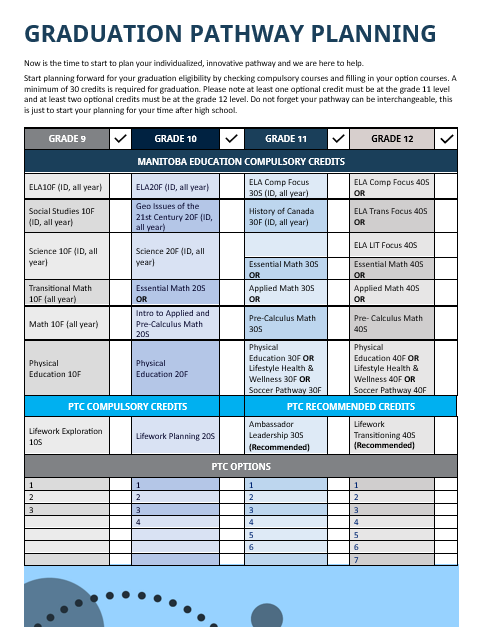 GRADUATION PATHWAY PLANNING
Now is the time to start to plan your individualized, innovative pathway and we are here to help.
Start planning forward for your graduation eligibility by checking compulsory courses and filling in your option courses. A
minimum of 30 credits is required for graduation. Please note at least one optional credit must be at the grade 11 level
and at least two optional credits must be at the grade 12 level. Do not forget your pathway can be interchangeable, this
is just to start your planning for your time after high school.
GRADE 9 ✓ GRADE 10 ✓ GRADE 11 ✓ GRADE 12 ✓
MANITOBA EDUCATION COMPULSORY CREDITS
ELA10F (ID, all year)
ELA20F (ID, all year)
ELA Comp Focus
30S (ID, all year)
ELA Comp Focus 40S
OR
Social Studies 10F
(ID, all year)
Geo Issues of the
21st Century 20F (ID,
all year)
History of Canada
30F (ID, all year)
ELA Trans Focus 40S
OR
Science 10F (ID, all
year)
Science 20F (ID, all
year)
ELA LIT Focus 40S
Essential Math 30S
OR
Essential Math 40S
OR
Transitional Math
10F (all year)
Essential Math 20S
OR
Applied Math 30S
OR
Applied Math 40S
OR
Math 10F (all year)
Intro to Applied and
Pre-Calculus Math
20S
Pre-Calculus Math
30S
Pre- Calculus Math
40S
Physical
Education 10F
Physical
Education 20F
Physical
Education 30F OR
Lifestyle Health &
Wellness 30F OR
Soccer Pathway 30F
Physical
Education 40F OR
Lifestyle Health &
Wellness 40F OR
Soccer Pathway 40F
PTC COMPULSORY CREDITS
PTC RECOMMENDED CREDITS
Lifework Exploration
10S
Lifework Planning 20S
Ambassador
Leadership 30S
(Recommended)
Lifework
Transitioning 40S
(Recommended)
PTC OPTIONS
1 1 1 1
2 2 2 2
3 3 3 3
4 4 4
5 5
6 6
7